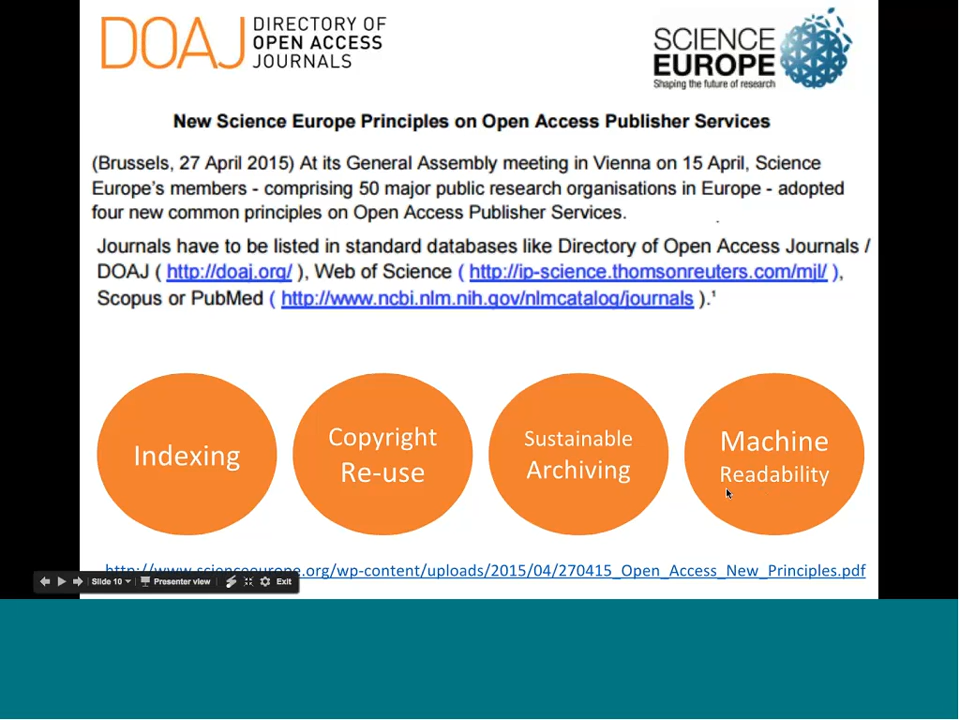 DOAJ
DIRECTORY OF
OPEN ACCESS
JOURNALS
SCIENCE
EUROPE
Shaping the future of research
New Science Europe Principles on Open Access Publisher Services
(Brussels, 27 April 2015) At its General Assembly meeting in Vienna on 15 April, Science
Europe's members - comprising 50 major public research organisations in Europe - adopted
four new common principles on Open Access Publisher Services.
Journals have to be listed in standard databases like Directory of Open Access Journals /
DOAJ ( http://doaj.org/ ), Web of Science ( http://ip-science.thomsonreuters.com/mjl/ ),
Scopus or PubMed ( http://www.ncbi.nlm.nih.gov/nlmcatalog/journals ).¹
Indexing
Copyright
Re-use
Sustainable
Archiving
Machine
Readability
http://www.scienceeurope.org/wp-content/uploads/2015/04/270415_Open_Access_New_Principles.pdf
Slide 10 Presenter view Exit